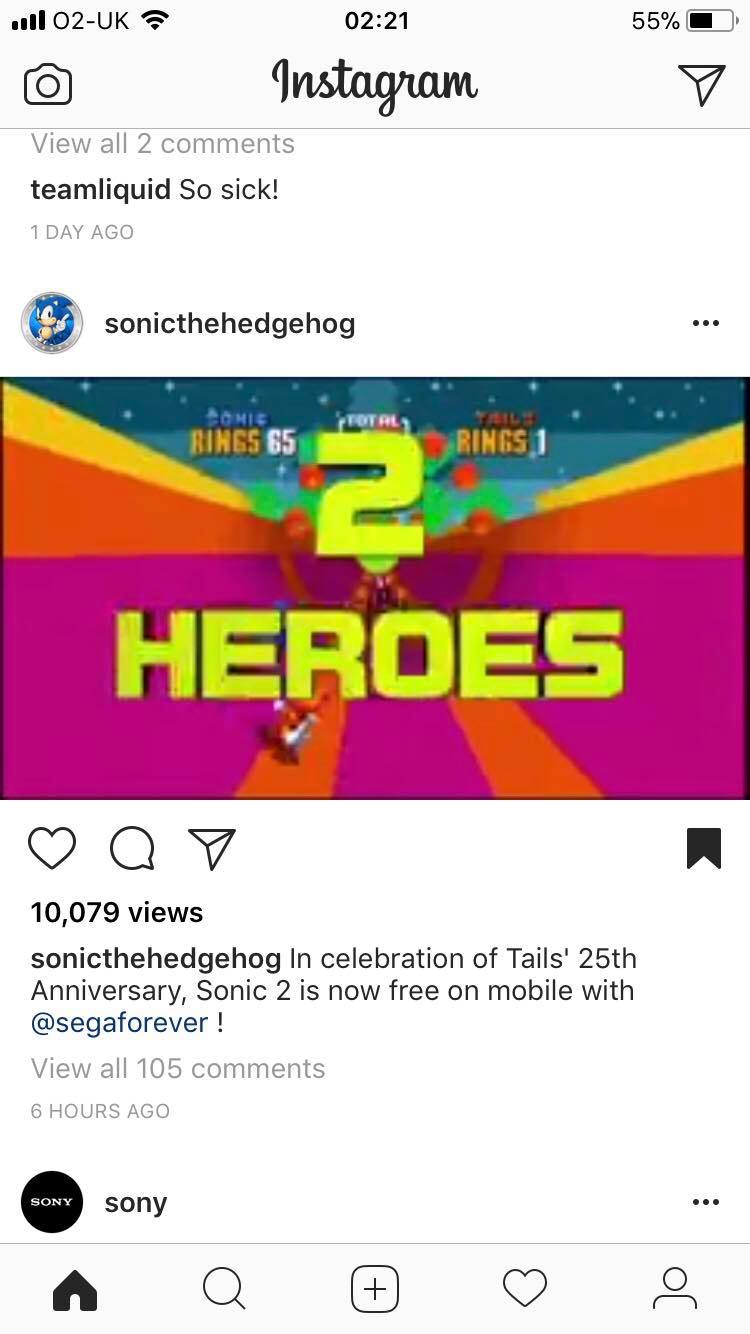 O2-UK 02:21 55%
Instagram
View all 2 comments
teamliquid So sick!
1 DAY AGO
sonicthehedgehog
SONIC TOTAL TAILS
RINGS 65 RINGS 1
2
HEROES
10,079 views
sonicthehedgehog In celebration of Tails' 25th
Anniversary, Sonic 2 is now free on mobile with
@segaforever !
View all 105 comments
6 HOURS AGO
SONY sony